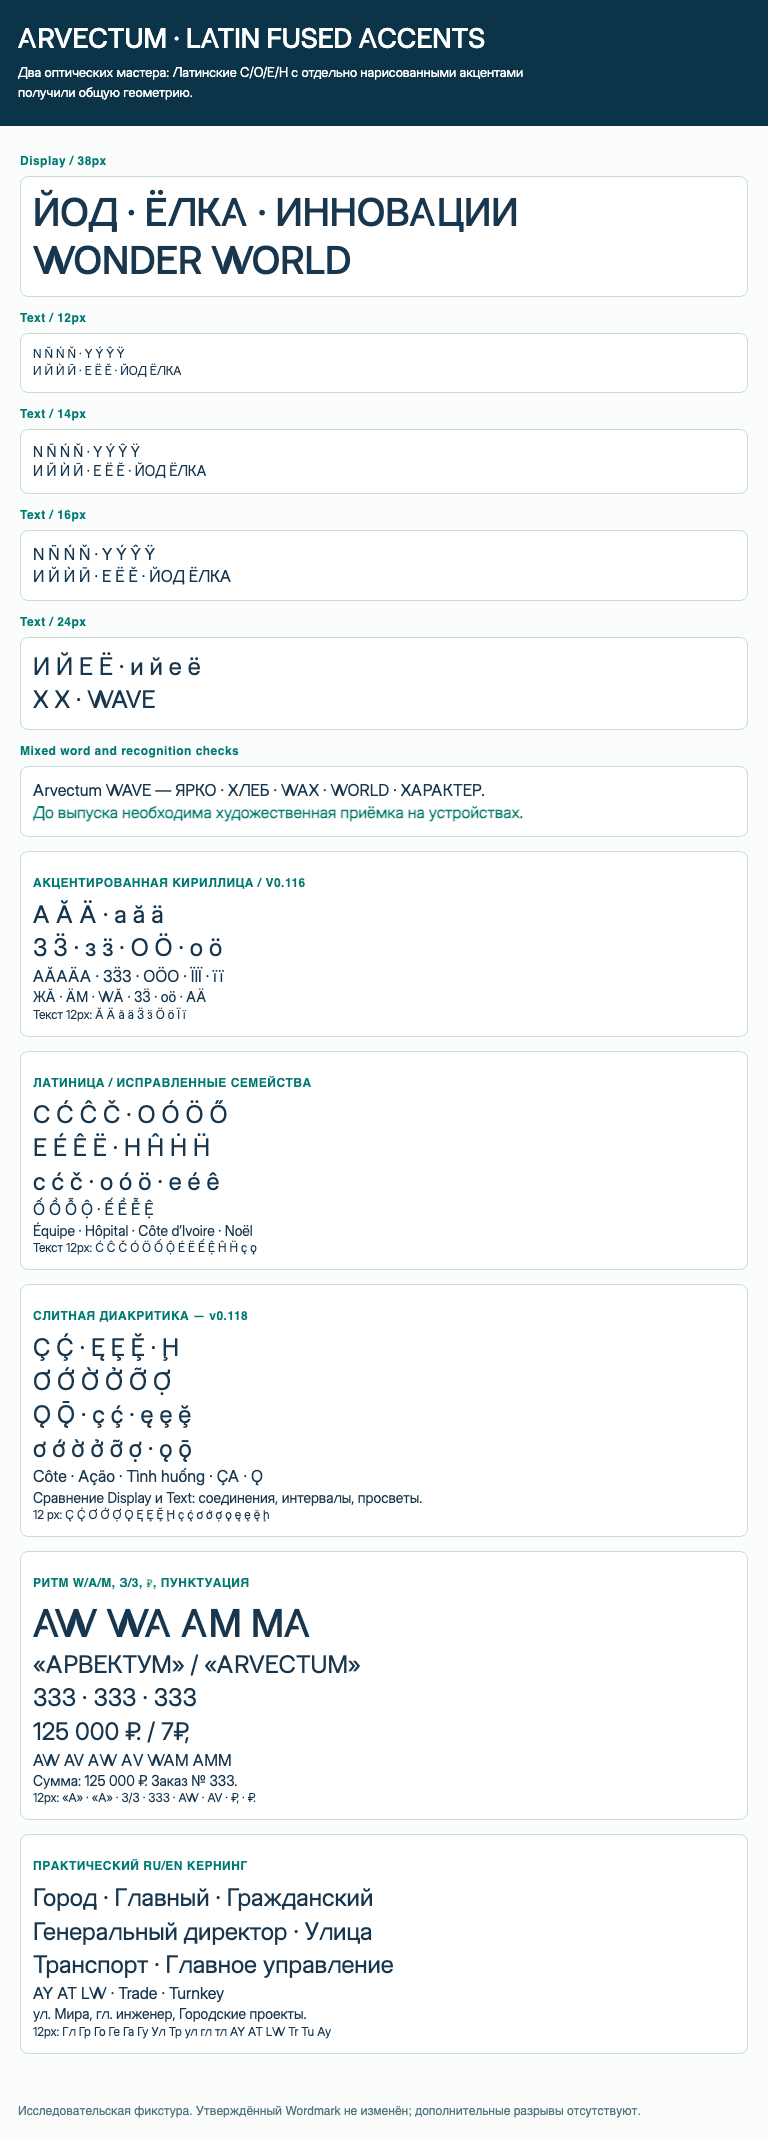 ARVECTUM · LATIN FUSED ACCENTS
Два оптических мастера: Латинские C/O/E/H с отдельно нарисованными акцентами
получили общую геометрию.
Display / 38px
ЙОД · ЁЛКА · ИННОВАЦИИ
WONDER WORLD
Text / 12px
N Ñ Ń Ň · Y Ý Ŷ Ÿ
И Й Ѝ Ӣ · Е Ё Ӗ · ЙОД ЁЛКА
Text / 14px
N Ñ Ń Ň · Y Ý Ŷ Ÿ
И Й Ѝ Ӣ · Е Ё Ӗ · ЙОД ЁЛКА
Text / 16px
N Ñ Ń Ň · Y Ý Ŷ Ÿ
И Й Ѝ Ӣ · Е Ё Ӗ · ЙОД ЁЛКА
Text / 24px
И Й Е Ё · и й е ё
X Х · WAVE
Mixed word and recognition checks
Arvectum WAVE — ЯРКО · ХЛЕБ · WAX · WORLD · ХАРАКТЕР.
До выпуска необходима художественная приёмка на устройствах.
АКЦЕНТИРОВАННАЯ КИРИЛЛИЦА / V0.116
А Ӑ Ӓ · а ӑ ӓ
З Ӟ · з ӟ · О Ӧ · о ӧ
АӐАӒА · ЗӞЗ · ОӦО · ЇЇЇ · її
ЖӐ · ӒМ · WӐ · ЗӞ · оӧ · АӒ
Текст 12px: Ӑ Ӓ ӑ ӓ Ӟ ӟ Ӧ ӧ Ї ї
ЛАТИНИЦА / ИСПРАВЛЕННЫЕ СЕМЕЙСТВА
C Ć Ĉ Č · O Ó Ö Ő
E É Ê Ë · H Ĥ Ḣ Ḧ
c ć č · o ó ö · e é ê
Ố Ồ Ỗ Ộ · Ế Ề Ễ Ệ
Équipe · Hôpital · Côte d’Ivoire · Noël
Текст 12px: Ć Ĉ Č Ó Ö Ố Ộ É Ë Ế Ệ Ĥ Ḧ ç ǫ
СЛИТНАЯ ДИАКРИТИКА — v0.118
Ç Ḉ · Ę Ȩ Ḝ · Ḩ
Ơ Ớ Ờ Ở Ỡ Ợ
Ǫ Ǭ · ç ḉ · ę ȩ ḝ
ơ ớ ờ ở ỡ ợ · ǫ ǭ
Côte · Ação · Tình huống · ÇA · Ǫ
Сравнение Display и Text: соединения, интервалы, просветы.
12 px: Ç Ḉ Ơ Ớ Ợ Ǫ Ę Ȩ Ḝ Ḩ ç ḉ ơ ớ ợ ǫ ę ȩ ḝ ḩ
РИТМ W/A/M, З/3, ₽, ПУНКТУАЦИЯ
AW WA AM MA
«АРВЕКТУМ» / «ARVECTUM»
333 · ЗЗЗ · 333
125 000 ₽. / 7₽,
AW AV AW AV WAM AMM
Сумма: 125 000 ₽. Заказ № 333.
12px: «А» · «A» · З/3 · 333 · AW · AV · ₽, · ₽.
ПРАКТИЧЕСКИЙ RU/EN КЕРНИНГ
Город · Главный · Гражданский
Генеральный директор · Улица
Транспорт · Главное управление
AY AT LW · Trade · Turnkey
ул. Мира, гл. инженер, Городские проекты.
12px: Гл Гр Го Ге Га Гу Ул Тр ул гл тл AY AT LW Tr Tu Ay
Исследовательская фикстура. Утверждённый Wordmark не изменён; дополнительные разрывы отсутствуют.